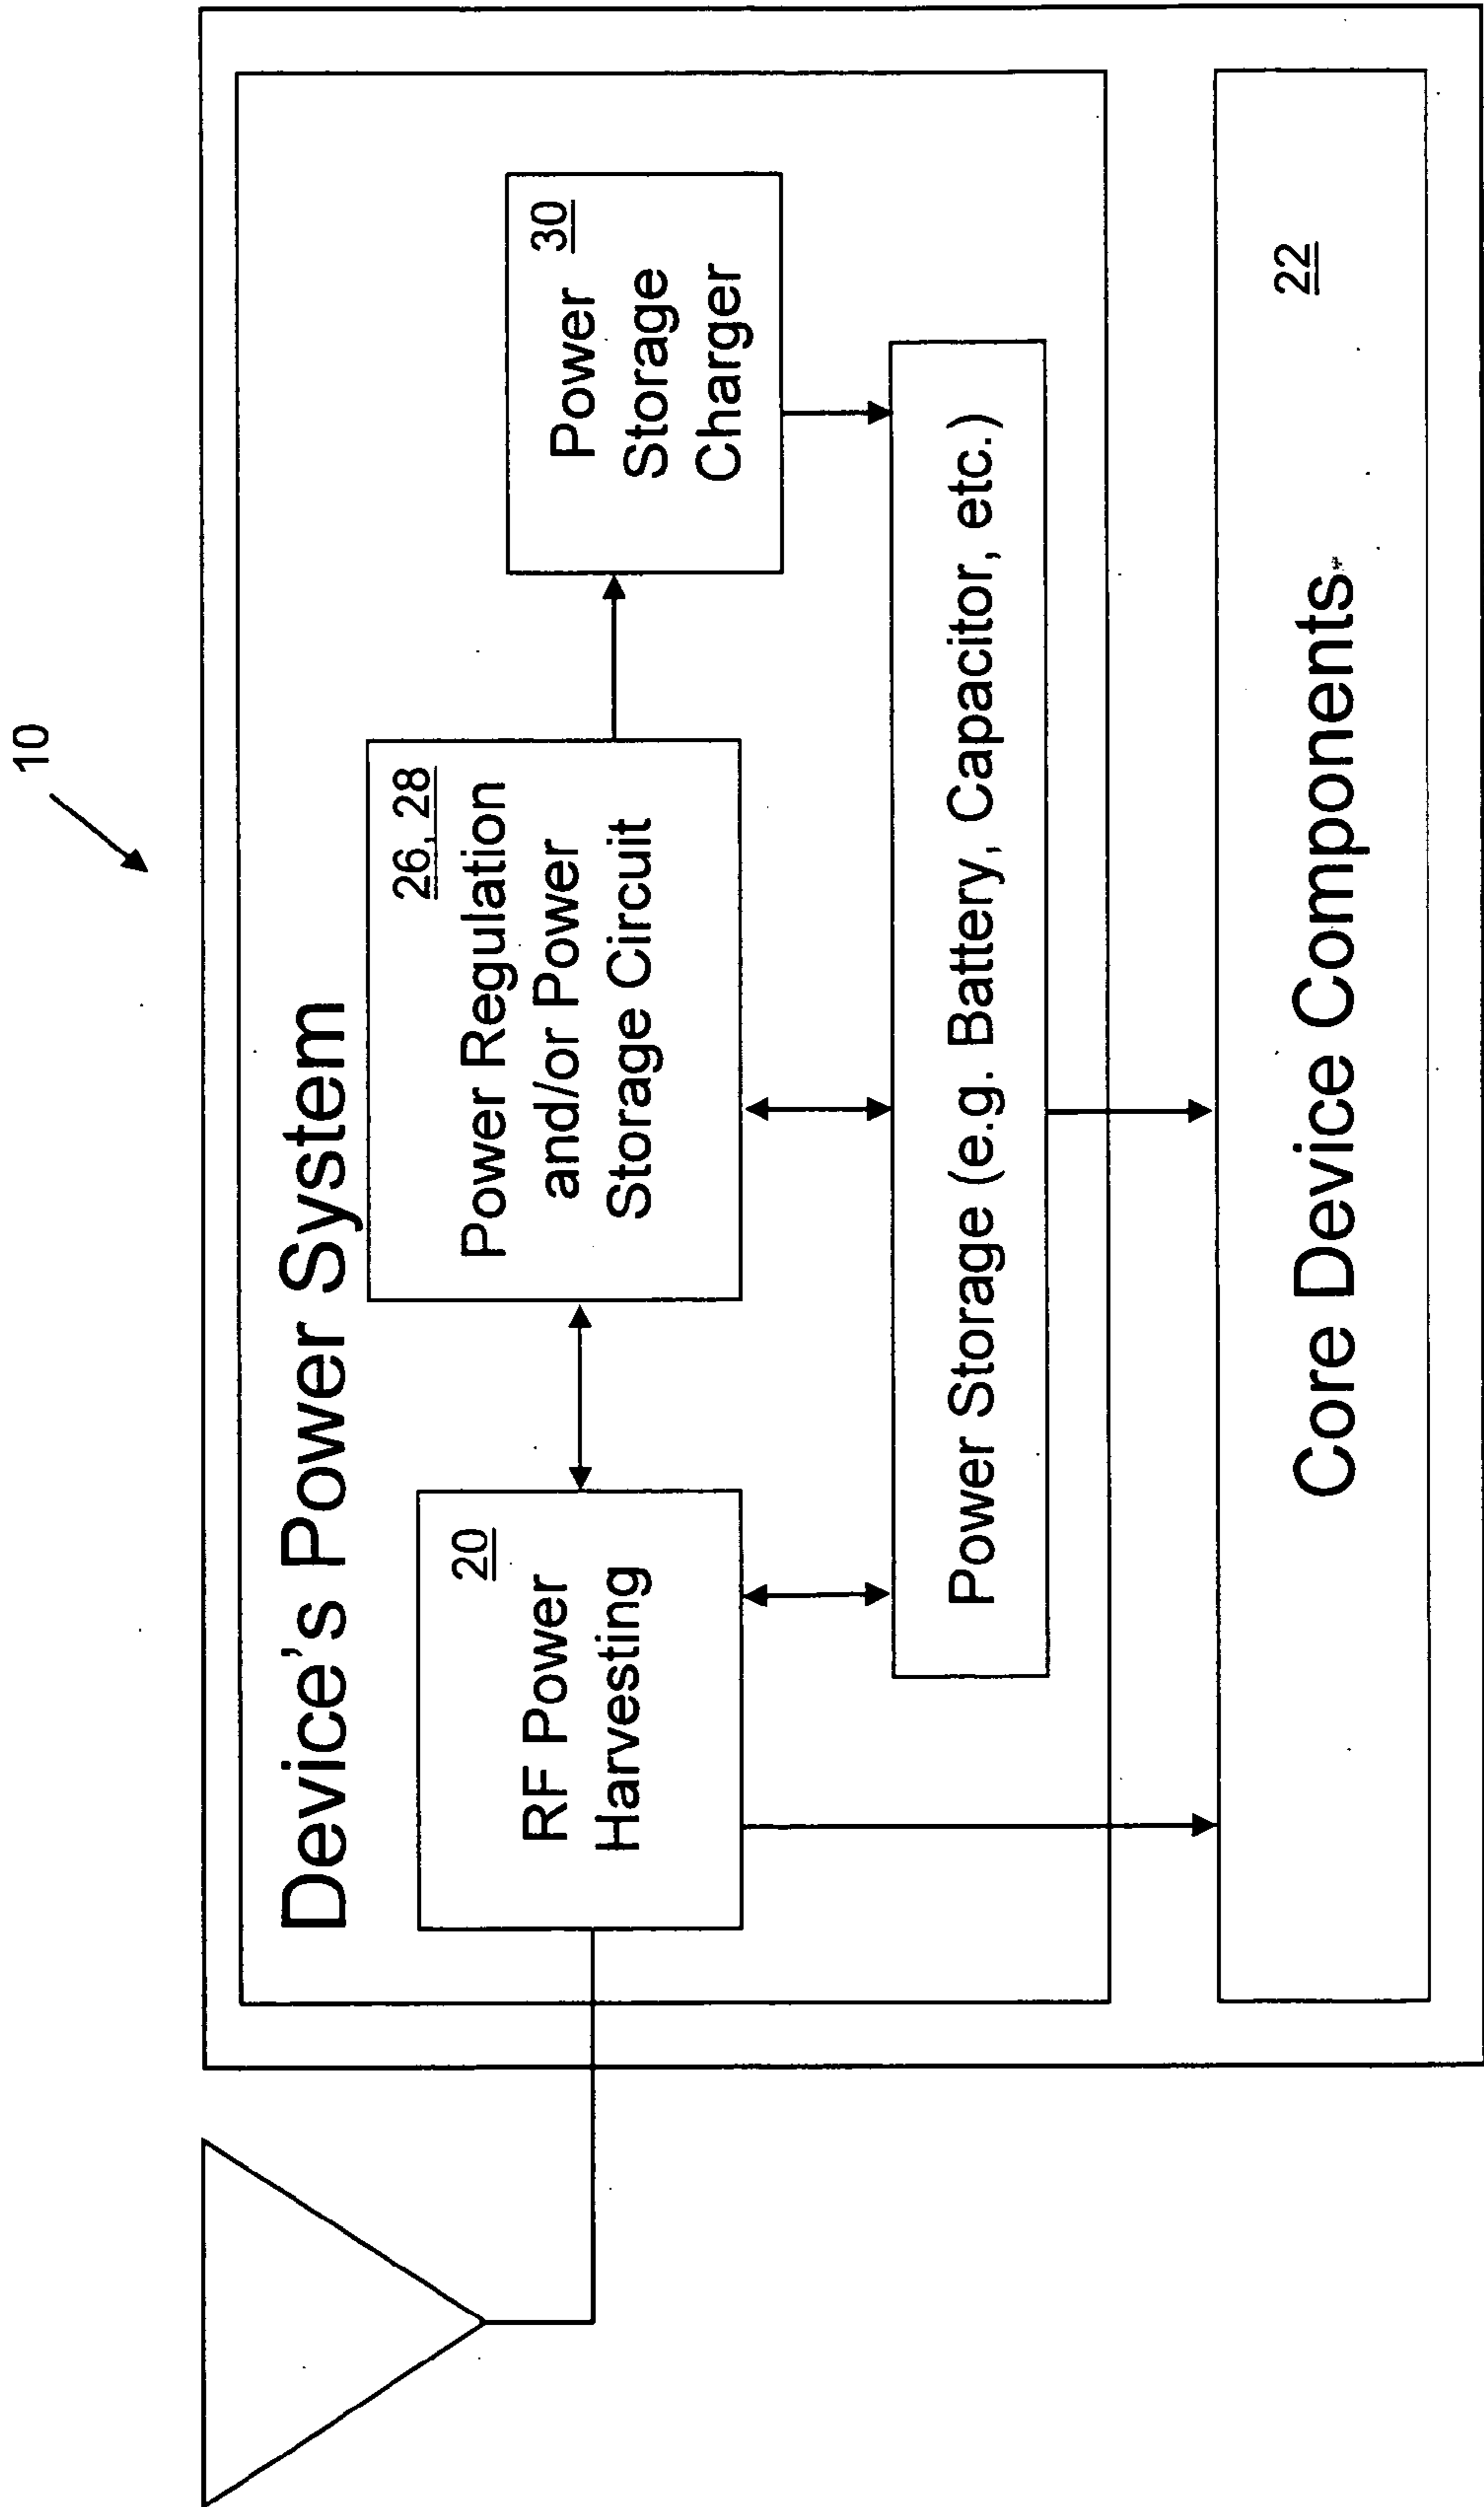 10
Device's Power System
20
RF Power
Harvesting
26, 28
Power Regulation
and/or Power
Storage Circuit
30
Power
Storage
Charger
Power Storage (e.g. Battery, Capacitor, etc.)
22
Core Device Components